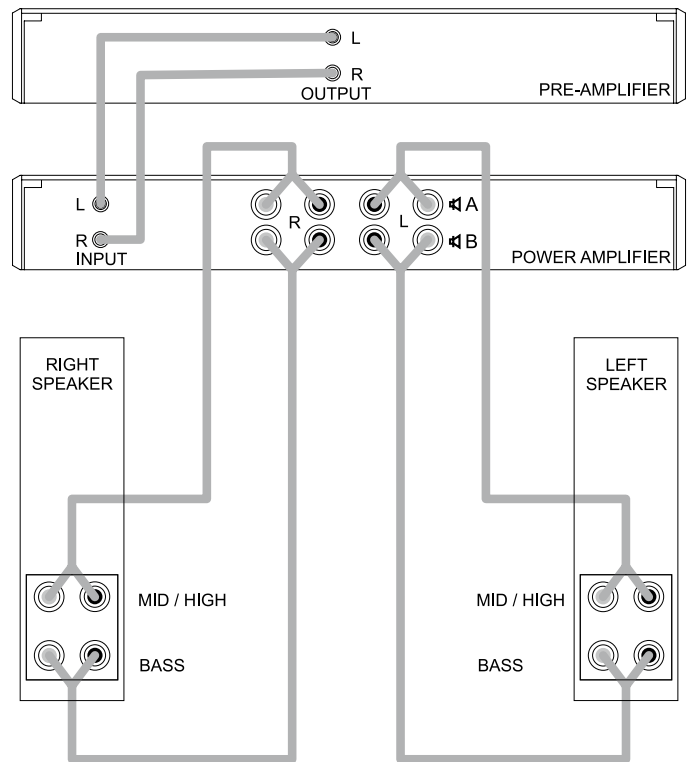 L
R
OUTPUT
PRE-AMPLIFIER
L
R
INPUT
R
L
A
B
POWER AMPLIFIER
RIGHT
SPEAKER
LEFT
SPEAKER
MID / HIGH
MID / HIGH
BASS
BASS